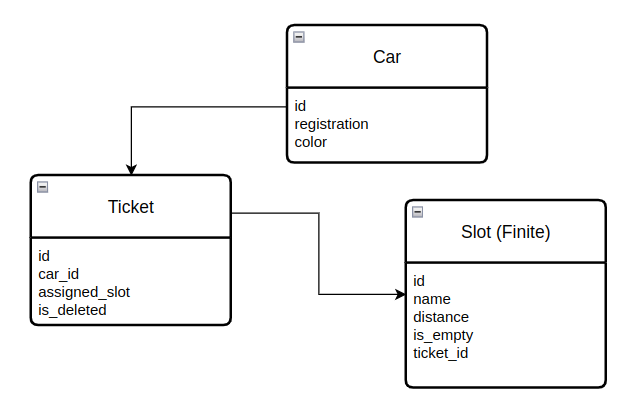 Car
id
registration
color
Ticket
id
car_id
assigned_slot
is_deleted
Slot (Finite)
id
name
distance
is_empty
ticket_id